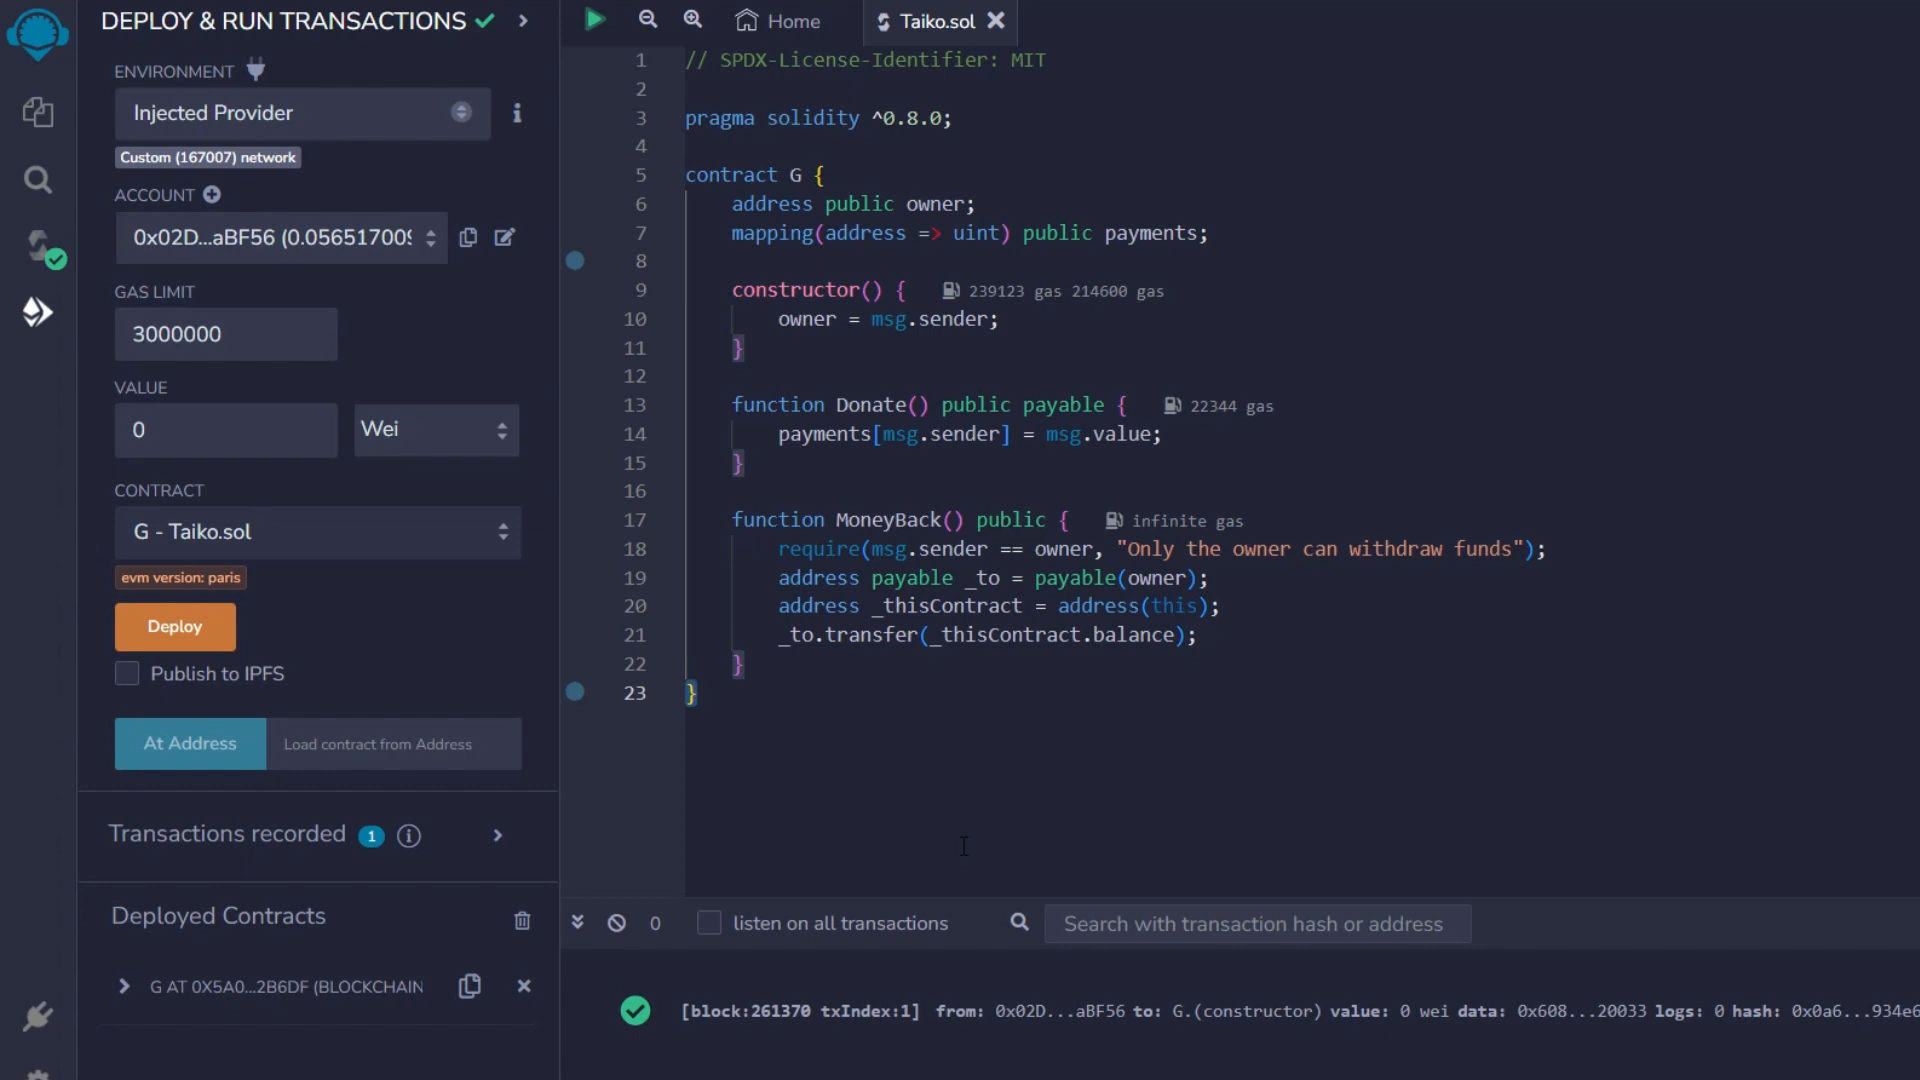 DEPLOY & RUN TRANSACTIONS
ENVIRONMENT
Injected Provider
Custom (167007) network
ACCOUNT
0x02D...aBF56 (0.056517009
GAS LIMIT
3000000
VALUE
0
Wei
CONTRACT
G - Taiko.sol
evm version: paris
Deploy
Publish to IPFS
At Address
Load contract from Address
Transactions recorded 1
Deployed Contracts
G AT 0X5A0...2B6DF (BLOCKCHAIN
Home
Taiko.sol
1 // SPDX-License-Identifier: MIT
2
3 pragma solidity ^0.8.0;
4
5 contract G {
6 address public owner;
7 mapping(address => uint) public payments;
8
9 constructor() { 239123 gas 214600 gas
10 owner = msg.sender;
11 }
12
13 function Donate() public payable { 22344 gas
14 payments[msg.sender] = msg.value;
15 }
16
17 function MoneyBack() public { infinite gas
18 require(msg.sender == owner, "Only the owner can withdraw funds");
19 address payable _to = payable(owner);
20 address _thisContract = address(this);
21 _to.transfer(_thisContract.balance);
22 }
23 }
0
listen on all transactions
Search with transaction hash or address
[block:261370 txIndex:1] from: 0x02D...aBF56 to: G.(constructor) value: 0 wei data: 0x608...20033 logs: 0 hash: 0x0a6...934e6